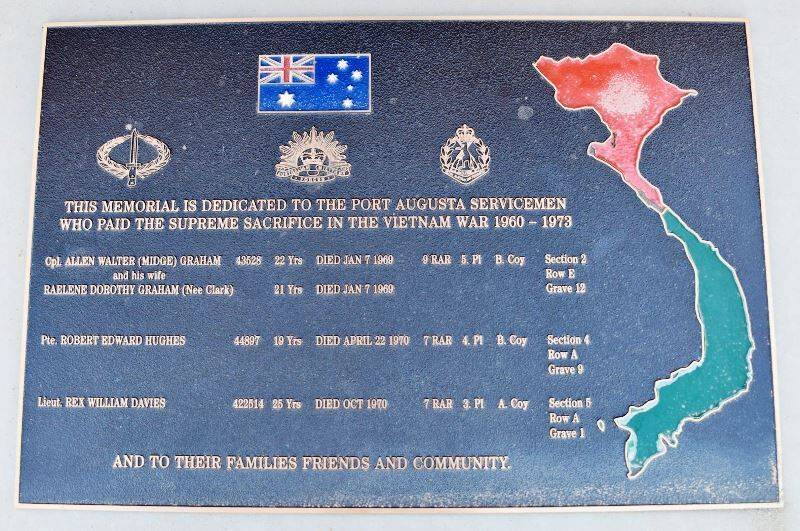 THIS MEMORIAL IS DEDICATED TO THE PORT AUGUSTA SERVICEMEN
WHO PAID THE SUPREME SACRIFICE IN THE VIETNAM WAR 1960 – 1973
Cpl. ALLEN WALTER (MIDGE) GRAHAM 43528 22 Yrs DIED JAN 7 1969 9 RAR 5. Pl B. Coy Section 2
and his wife Row E
RAELENE DOROTHY GRAHAM (Nee Clark) 21 Yrs DIED JAN 7 1969 Grave 12
Pte. ROBERT EDWARD HUGHES 44897 19 Yrs DIED APRIL 22 1970 7 RAR 4. Pl B. Coy Section 4
Row A
Grave 9
Lieut. REX WILLIAM DAVIES 422514 25 Yrs DIED OCT 1970 7 RAR 3. Pl A. Coy Section 5
Row A
Grave 1
AND TO THEIR FAMILIES FRIENDS AND COMMUNITY.